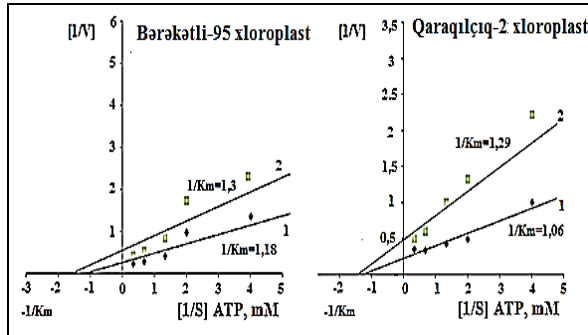 [1/V]
Bərəkətli-95 xloroplast
6
5
4
3
2
1
2
1/Km=1,3
1
1/Km=1,18
-3 -2 -1 0 1 2 3 4 5
-1/Km
[1/S] ATP, mM
[1/V]
Qaraqılçıq-2 xloroplast
3,5
3
2,5
2
1,5
1
0,5
2
1/Km=1,29
1
1/Km=1,06
-2 -1 0 1 2 3 4 5
-1/Km
[1/S] ATP, mM